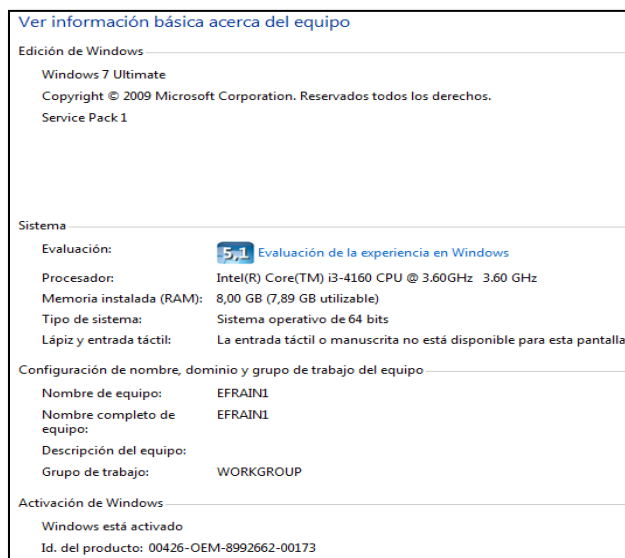 Ver información básica acerca del equipo
Edición de Windows
Windows 7 Ultimate
Copyright © 2009 Microsoft Corporation. Reservados todos los derechos.
Service Pack 1
Sistema
Evaluación: 5,1 Evaluación de la experiencia en Windows
Procesador: Intel(R) Core(TM) i3-4160 CPU @ 3.60GHz 3.60 GHz
Memoria instalada (RAM): 8,00 GB (7,89 GB utilizable)
Tipo de sistema: Sistema operativo de 64 bits
Lápiz y entrada táctil: La entrada táctil o manuscrita no está disponible para esta pantalla
Configuración de nombre, dominio y grupo de trabajo del equipo
Nombre de equipo: EFRAIN1
Nombre completo de EFRAIN1
equipo:
Descripción del equipo:
Grupo de trabajo: WORKGROUP
Activación de Windows
Windows está activado
Id. del producto: 00426-OEM-8992662-00173